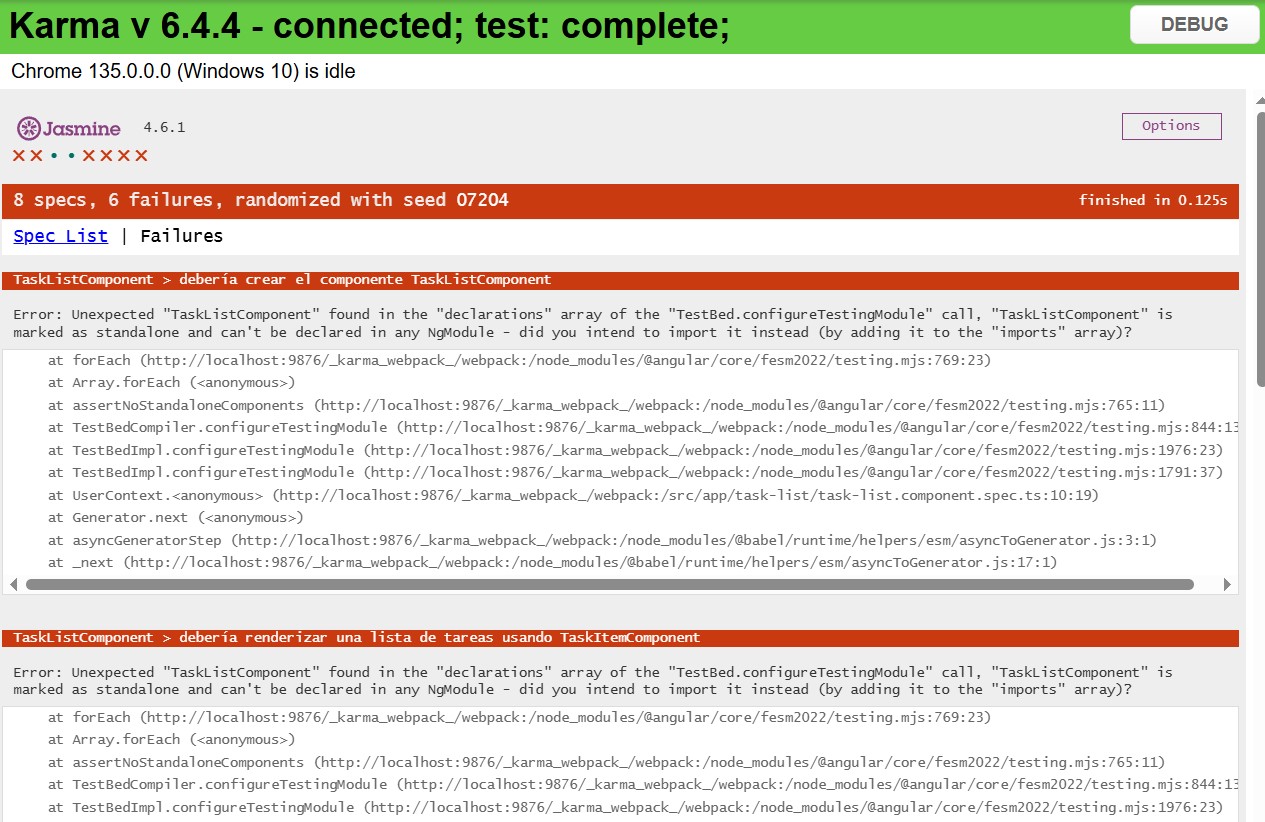 Karma v 6.4.4 - connected; test: complete;
DEBUG
Chrome 135.0.0.0 (Windows 10) is idle
Jasmine 4.6.1
Options
✕✕••✕✕✕✕
8 specs, 6 failures, randomized with seed 07204
finished in 0.125s
Spec List | Failures
TaskListComponent > debería crear el componente TaskListComponent
Error: Unexpected "TaskListComponent" found in the "declarations" array of the "TestBed.configureTestingModule" call, "TaskListComponent" is
marked as standalone and can't be declared in any NgModule - did you intend to import it instead (by adding it to the "imports" array)?
at forEach (http://localhost:9876/_karma_webpack_/webpack:/node_modules/@angular/core/fesm2022/testing.mjs:769:23)
at Array.forEach (<anonymous>)
at assertNoStandaloneComponents (http://localhost:9876/_karma_webpack_/webpack:/node_modules/@angular/core/fesm2022/testing.mjs:765:11)
at TestBedCompiler.configureTestingModule (http://localhost:9876/_karma_webpack_/webpack:/node_modules/@angular/core/fesm2022/testing.mjs:844:13
at TestBedImpl.configureTestingModule (http://localhost:9876/_karma_webpack_/webpack:/node_modules/@angular/core/fesm2022/testing.mjs:1976:23)
at TestBedImpl.configureTestingModule (http://localhost:9876/_karma_webpack_/webpack:/node_modules/@angular/core/fesm2022/testing.mjs:1791:37)
at UserContext.<anonymous> (http://localhost:9876/_karma_webpack_/webpack:/src/app/task-list/task-list.component.spec.ts:10:19)
at Generator.next (<anonymous>)
at asyncGeneratorStep (http://localhost:9876/_karma_webpack_/webpack:/node_modules/@babel/runtime/helpers/esm/asyncToGenerator.js:3:1)
at _next (http://localhost:9876/_karma_webpack_/webpack:/node_modules/@babel/runtime/helpers/esm/asyncToGenerator.js:17:1)
TaskListComponent > debería renderizar una lista de tareas usando TaskItemComponent
Error: Unexpected "TaskListComponent" found in the "declarations" array of the "TestBed.configureTestingModule" call, "TaskListComponent" is
marked as standalone and can't be declared in any NgModule - did you intend to import it instead (by adding it to the "imports" array)?
at forEach (http://localhost:9876/_karma_webpack_/webpack:/node_modules/@angular/core/fesm2022/testing.mjs:769:23)
at Array.forEach (<anonymous>)
at assertNoStandaloneComponents (http://localhost:9876/_karma_webpack_/webpack:/node_modules/@angular/core/fesm2022/testing.mjs:765:11)
at TestBedCompiler.configureTestingModule (http://localhost:9876/_karma_webpack_/webpack:/node_modules/@angular/core/fesm2022/testing.mjs:844:13
at TestBedImpl.configureTestingModule (http://localhost:9876/_karma_webpack_/webpack:/node_modules/@angular/core/fesm2022/testing.mjs:1976:23)